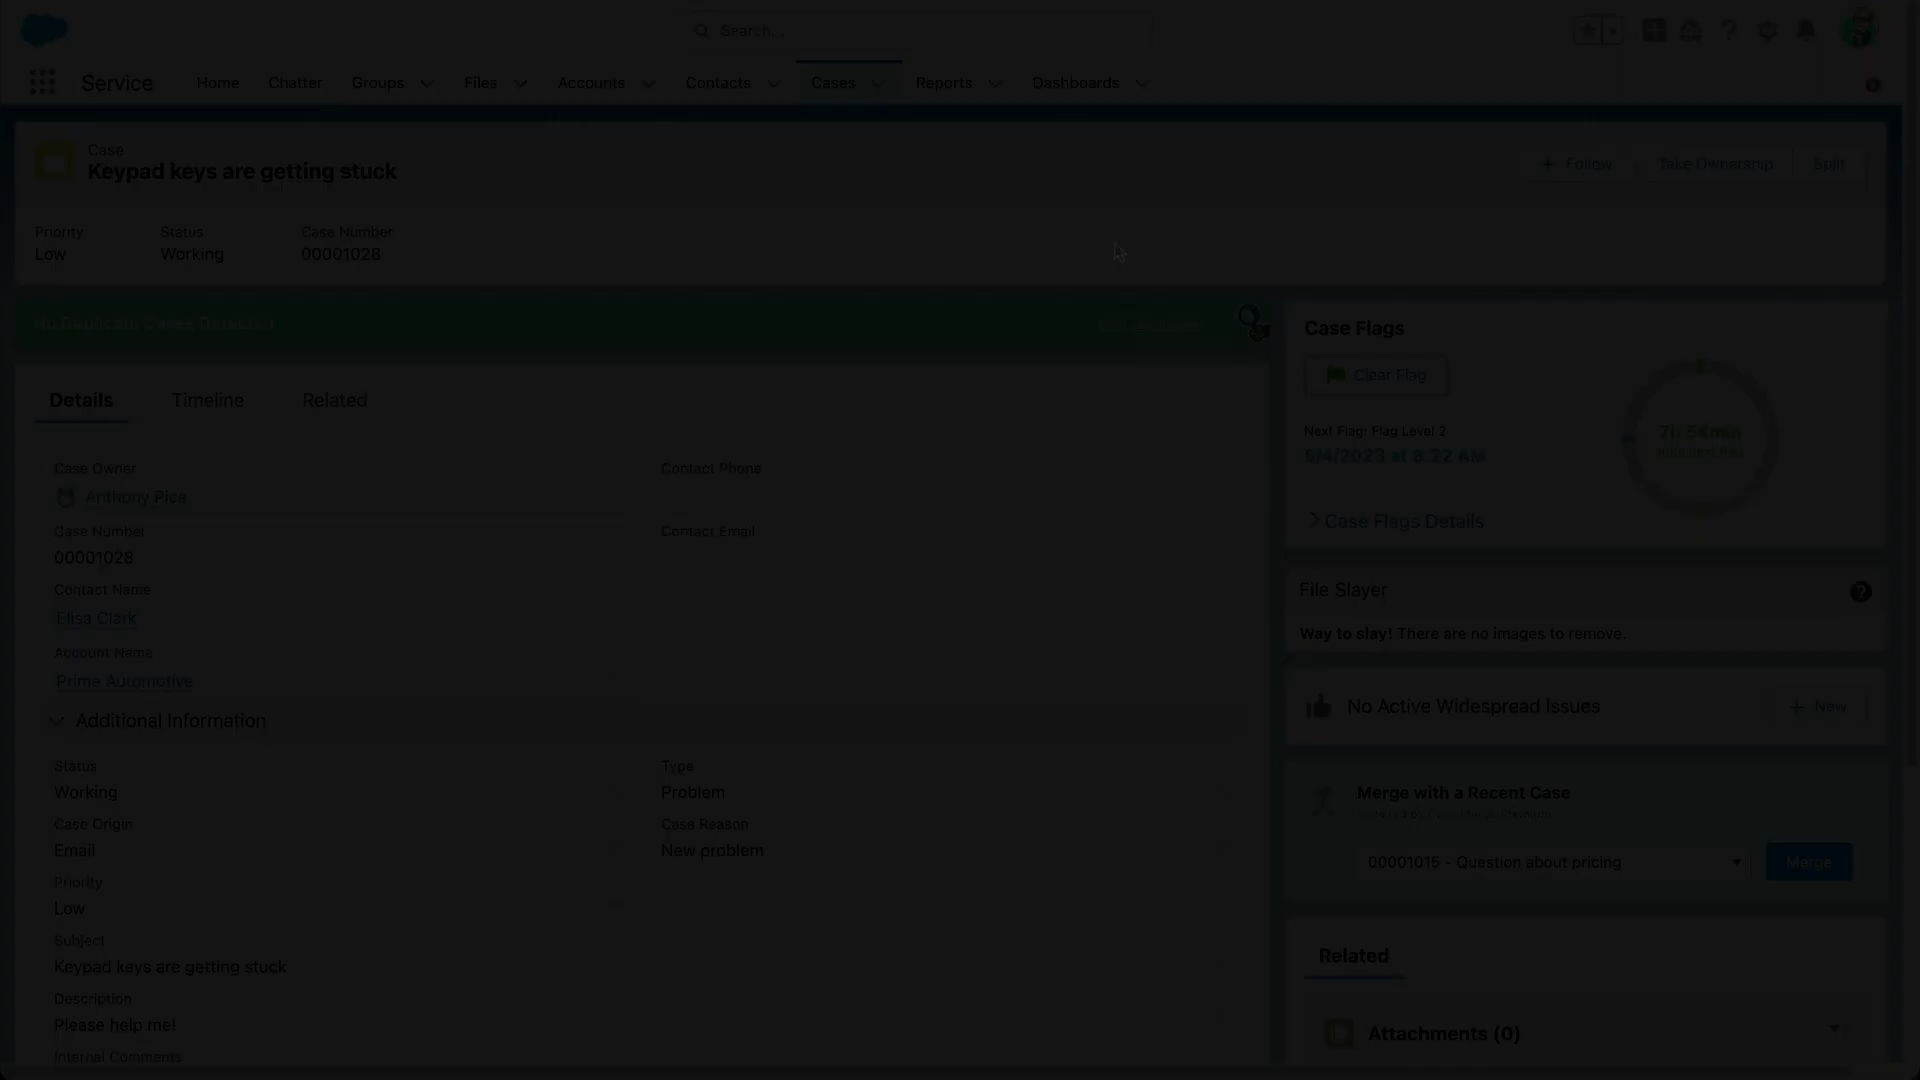 Search...
Service
Home
Chatter
Groups
Files
Accounts
Contacts
Cases
Reports
Dashboards
Case
Keypad keys are getting stuck
Follow
Take Ownership
Split
Priority
Low
Status
Working
Case Number
00001028
No Duplicate Cases Detected
Details
Timeline
Related
Case Owner
Anthony Pica
Case Number
00001028
Contact Name
Elisa Clark
Account Name
Prime Automotive
Contact Phone
Contact Email
Additional Information
Status
Working
Case Origin
Email
Priority
Low
Subject
Keypad keys are getting stuck
Description
Please help me!
Internal Comments
Type
Problem
Case Reason
New problem
Case Flags
Clear Flag
Next Flag: Flag Level 2
at 8:22 AM
Case Flags Details
until next flag
File Slayer
Way to slay! There are no images to remove.
No Active Widespread Issues
New
Merge with a Recent Case
00001015 - Question about pricing
Merge
Related
Attachments (0)